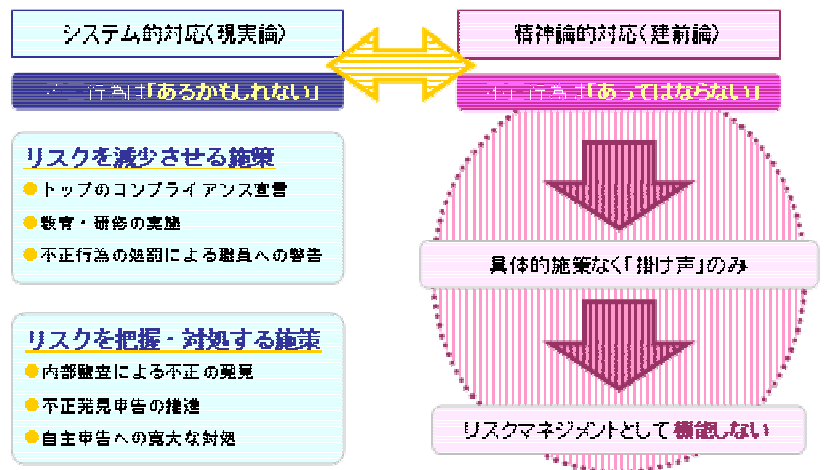 システム的対応(現実論)
不正行為は「あるかもしれない」
リスクを減少させる施策
トップのコンプライアンス宣言
教育・研修の実施
不正行為の処罰による職員への警告
リスクを把握・対処する施策
内部監査による不正の発見
不正発見申告の推進
自主申告への寛大な対処
精神論的対応(建前論)
不正行為は「あってはならない」
具体的施策なく「掛け声」のみ
リスクマネジメントとして機能しない